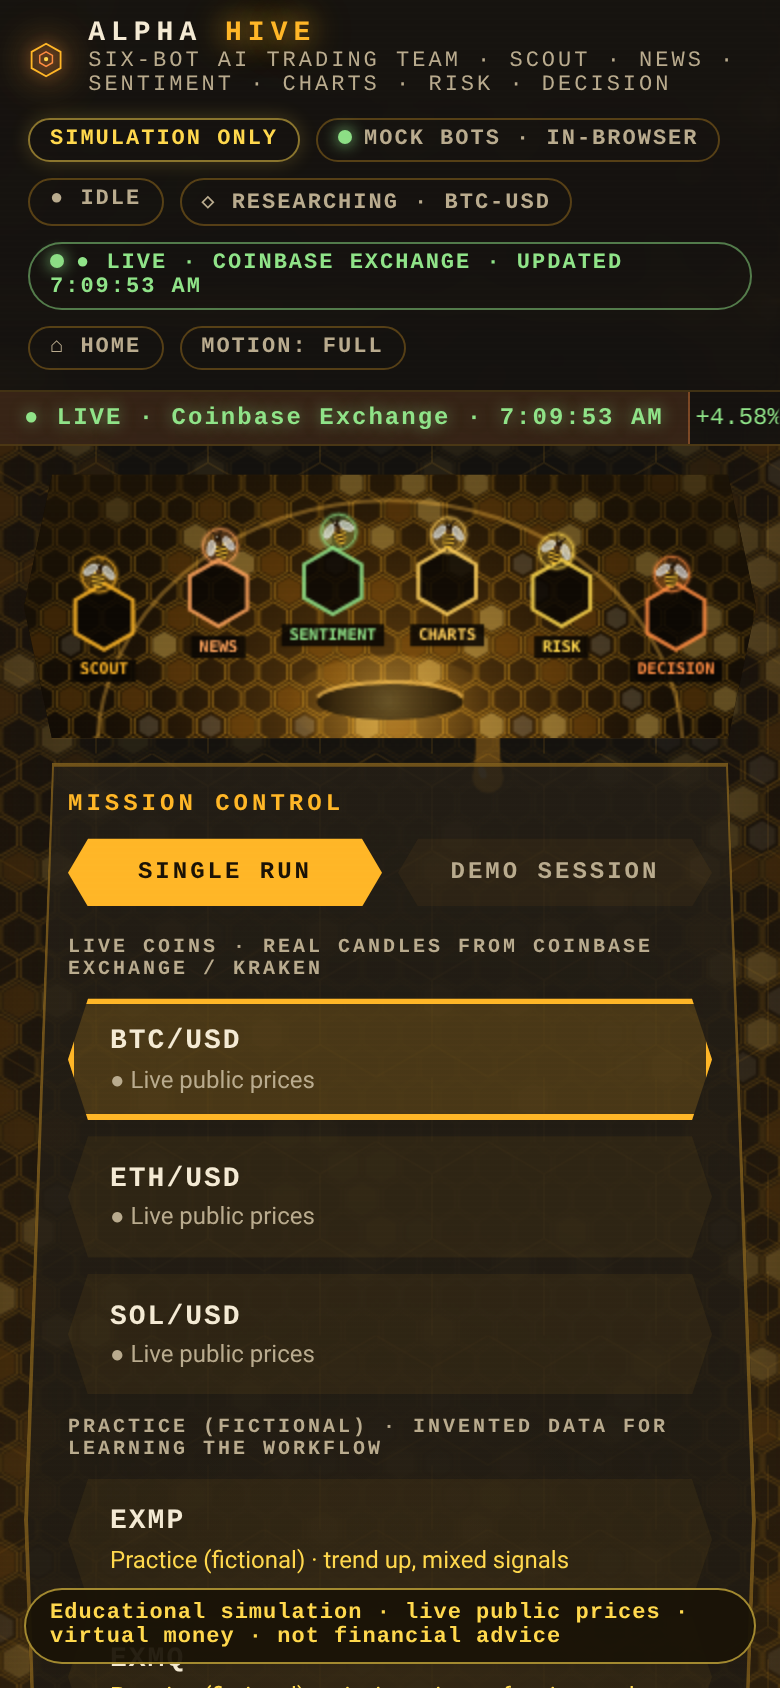 ALPHA HIVE
SIX-BOT AI TRADING TEAM · SCOUT · NEWS ·
SENTIMENT · CHARTS · RISK · DECISION
SIMULATION ONLY
MOCK BOTS · IN-BROWSER
● IDLE
◇ RESEARCHING · BTC-USD
● LIVE · COINBASE EXCHANGE · UPDATED
7:09:53 AM
⌂ HOME
MOTION: FULL
● LIVE · Coinbase Exchange · 7:09:53 AM
+4.58%
SCOUT
NEWS
SENTIMENT
CHARTS
RISK
DECISION
MISSION CONTROL
SINGLE RUN
DEMO SESSION
LIVE COINS · REAL CANDLES FROM COINBASE
EXCHANGE / KRAKEN
BTC/USD
● Live public prices
ETH/USD
● Live public prices
SOL/USD
● Live public prices
PRACTICE (FICTIONAL) · INVENTED DATA FOR
LEARNING THE WORKFLOW
EXMP
Practice (fictional) · trend up, mixed signals
Educational simulation · live public prices ·
virtual money · not financial advice
EXMQ